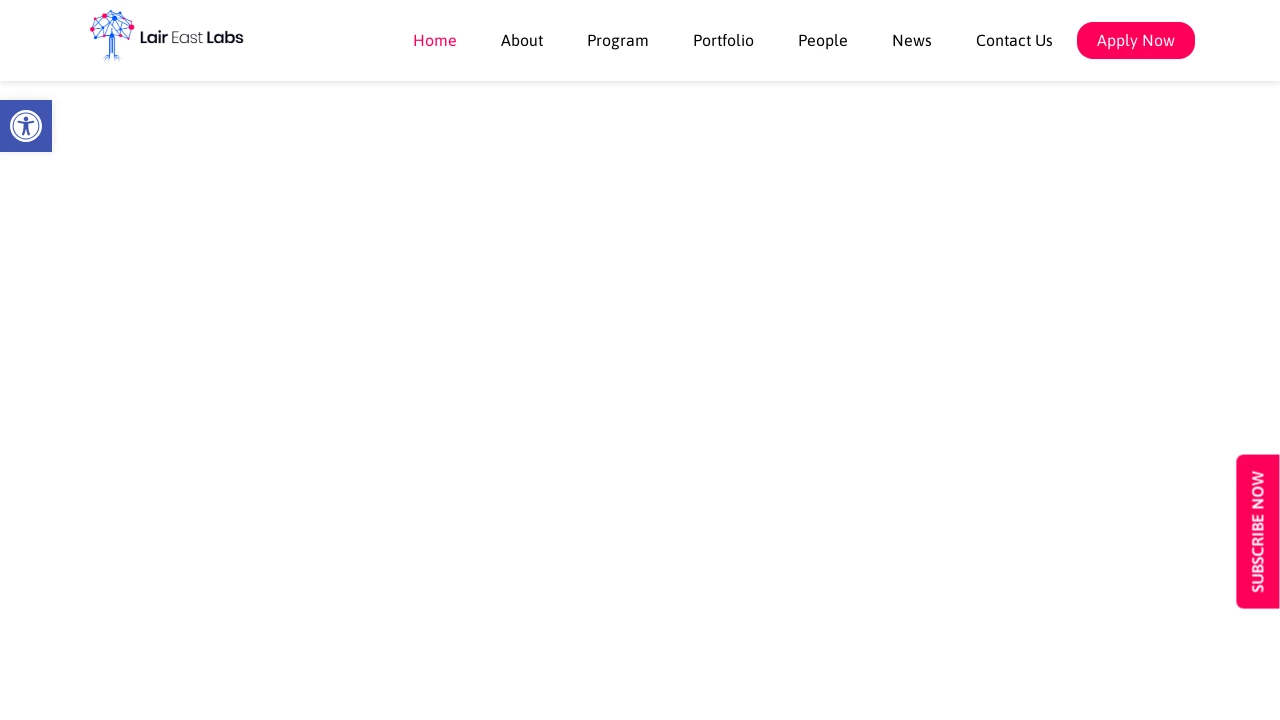 Lair East Labs
Home
About
Program
Portfolio
People
News
Contact Us
Apply Now
SUBSCRIBE NOW